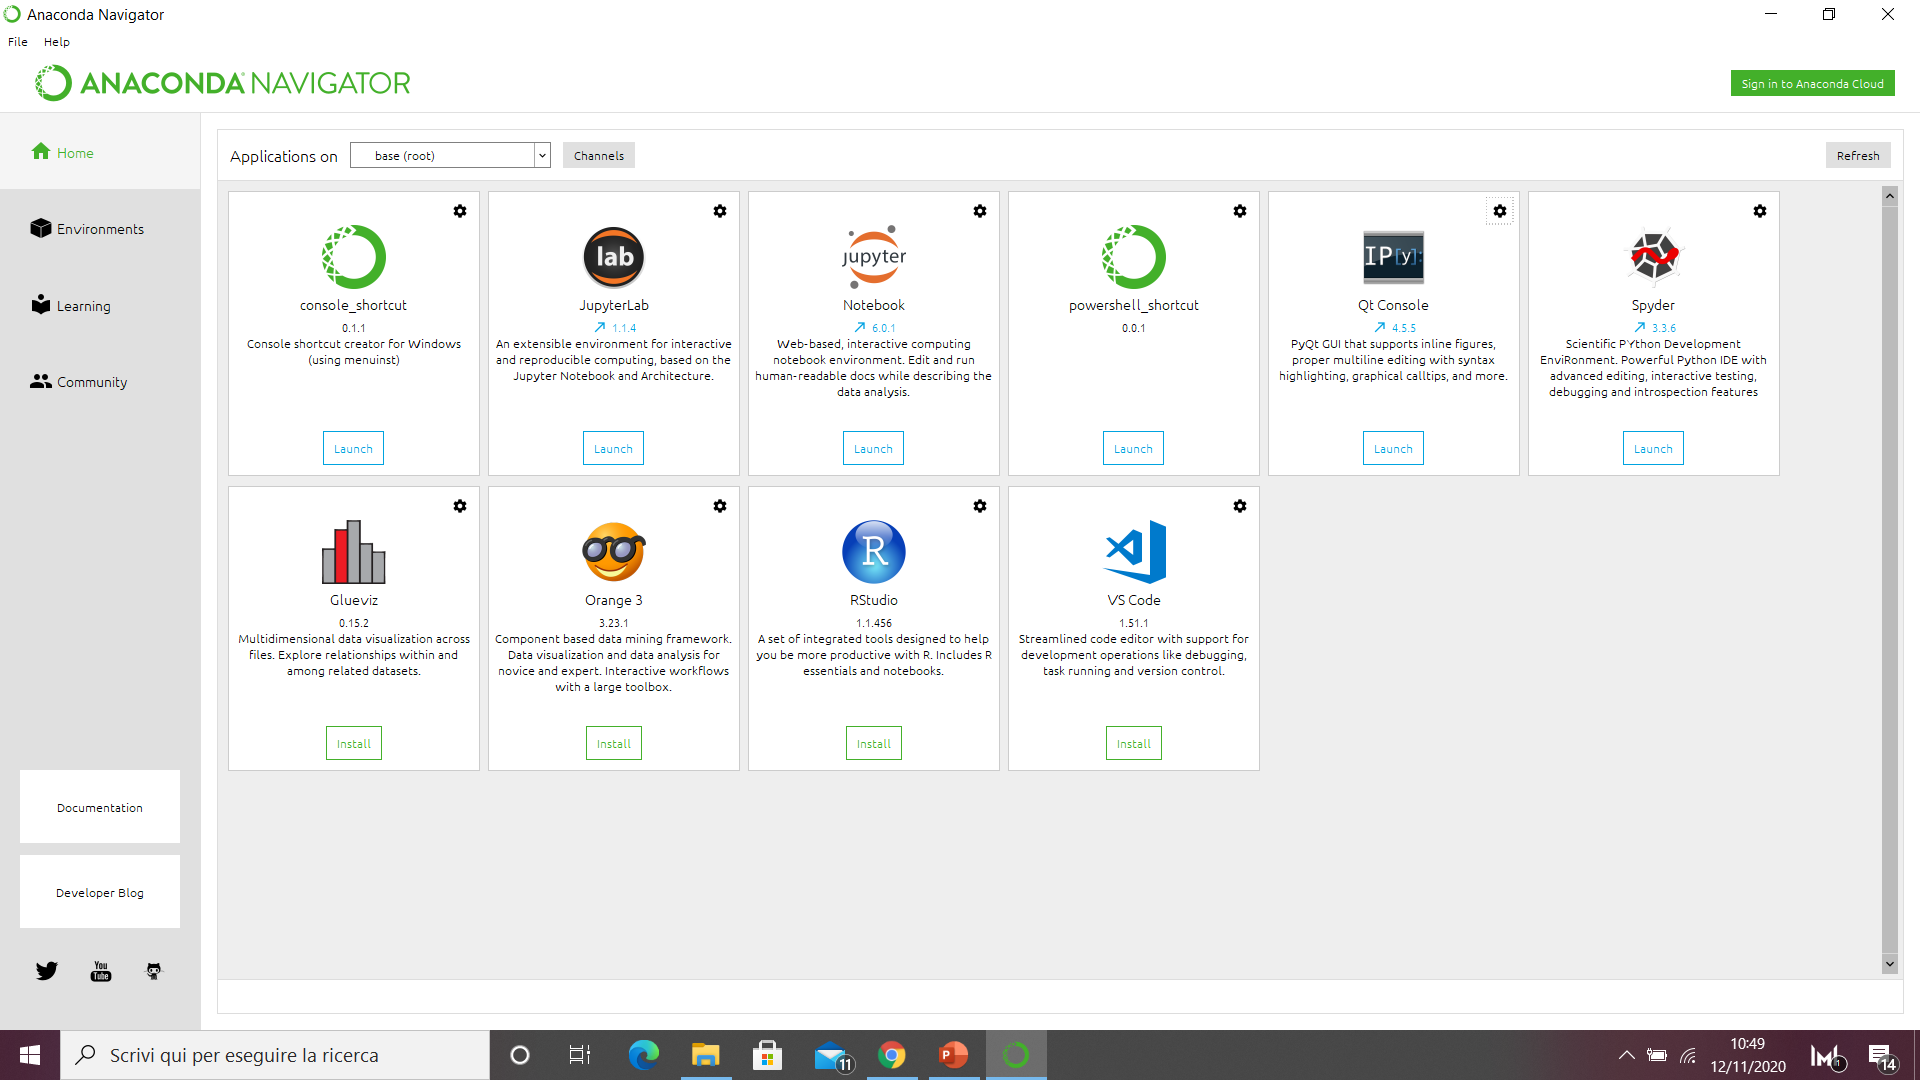 Anaconda Navigator
File Help
ANACONDA NAVIGATOR
Sign in to Anaconda Cloud
Home
Environments
Learning
Community
Documentation
Developer Blog
You
Tube
Applications on
base (root)
Channels
Refresh
console_shortcut
0.1.1
Console shortcut creator for Windows
(using menuinst)
Launch
lab
JupyterLab
1.1.4
An extensible environment for interactive
and reproducible computing, based on the
Jupyter Notebook and Architecture.
Launch
jupyter
Notebook
6.0.1
Web-based, interactive computing
notebook environment. Edit and run
human-readable docs while describing the
data analysis.
Launch
powershell_shortcut
0.0.1
Launch
IP[y]:
Qt Console
4.5.5
PyQt GUI that supports inline figures,
proper multiline editing with syntax
highlighting, graphical calltips, and more.
Launch
Spyder
3.3.6
Scientific PYthon Development
EnviRonment. Powerful Python IDE with
advanced editing, interactive testing,
debugging and introspection features
Launch
Glueviz
0.15.2
Multidimensional data visualization across
files. Explore relationships within and
among related datasets.
Install
Orange 3
3.23.1
Component based data mining framework.
Data visualization and data analysis for
novice and expert. Interactive workflows
with a large toolbox.
Install
R
RStudio
1.1.456
A set of integrated tools designed to help
you be more productive with R. Includes R
essentials and notebooks.
Install
VS Code
1.51.1
Streamlined code editor with support for
development operations like debugging,
task running and version control.
Install
Scrivi qui per eseguire la ricerca
11
P
10:49
12/11/2020
1
14